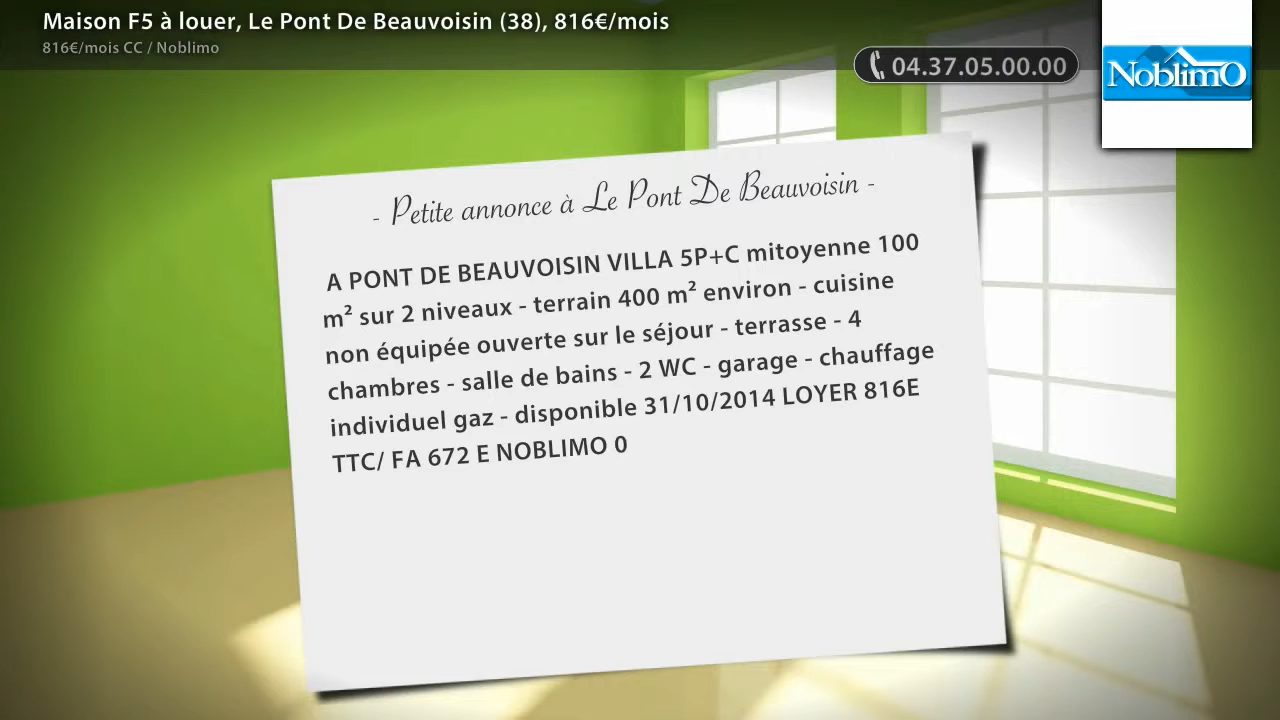 Maison F5 à louer, Le Pont De Beauvoisin (38), 816€/mois
816€/mois CC / Noblimo
04.37.05.00.00
NoblimO
- Petite annonce à Le Pont De Beauvoisin -
A PONT DE BEAUVOISIN VILLA 5P+C mitoyenne 100
m² sur 2 niveaux - terrain 400 m² environ - cuisine
non équipée ouverte sur le séjour - terrasse - 4
chambres - salle de bains - 2 WC - garage - chauffage
individuel gaz - disponible 31/10/2014 LOYER 816E
TTC/ FA 672 E NOBLIMO 0